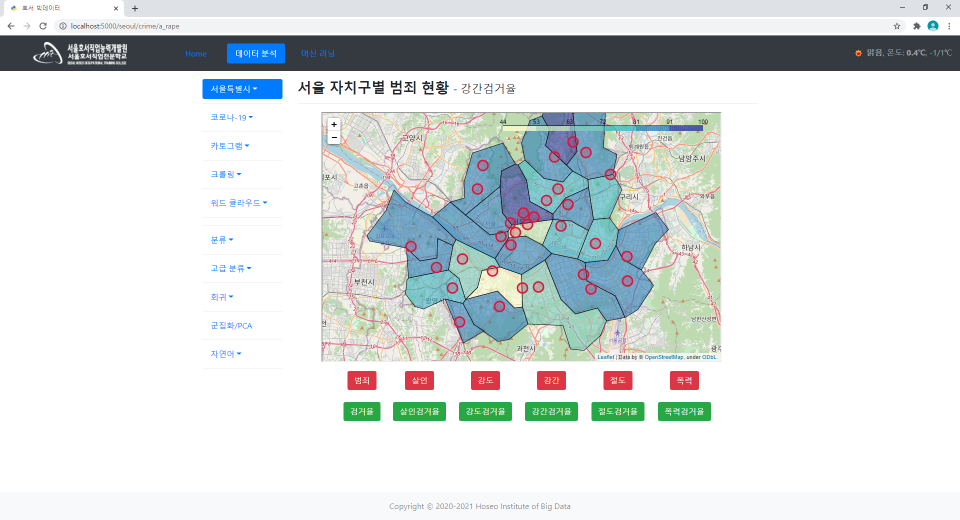 호서 빅데이터
localhost:5000/seoul/crime/a_rape
서울호서직업능력개발원
서울호서직업전문학교
Home
데이터 분석
머신 러닝
맑음, 온도: 0.4℃, -1/1℃
서울특별시
코로나-19
카토그램
크롤링
워드 클라우드
분류
고급 분류
회귀
군집화/PCA
자연어
서울 자치구별 범죄 현황 - 강간검거율
+
−
44 53 63 72 81 91 100
고양시
남양주시
구리시
하남시
부천시
과천시
Leaflet | Data by © OpenStreetMap, under ODbL.
범죄 살인 강도 강간 절도 폭력
검거율 살인검거율 강도검거율 강간검거율 절도검거율 폭력검거율
Copyright © 2020-2021 Hoseo Institute of Big Data